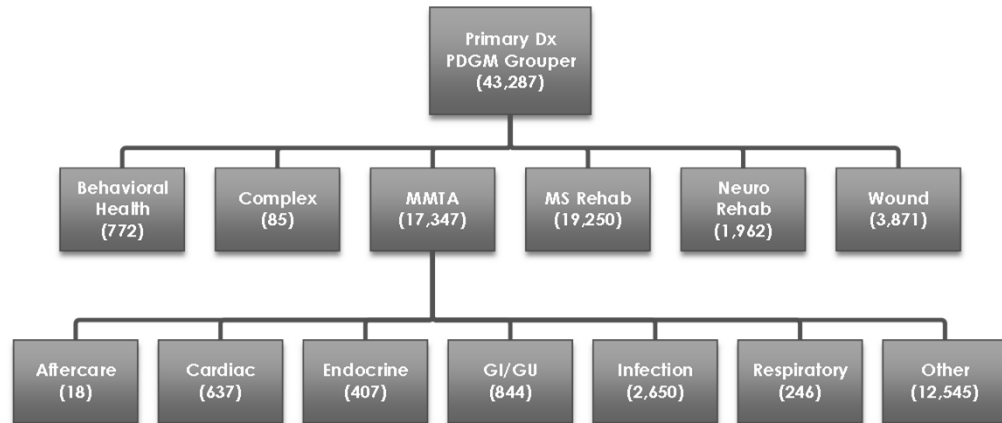 Primary Dx
PDGM Grouper
(43,287)
Behavioral
Health
(772)
Complex
(85)
MMTA
(17,347)
MS Rehab
(19,250)
Neuro
Rehab
(1,962)
Wound
(3,871)
Aftercare
(18)
Cardiac
(637)
Endocrine
(407)
GI/GU
(844)
Infection
(2,650)
Respiratory
(246)
Other
(12,545)